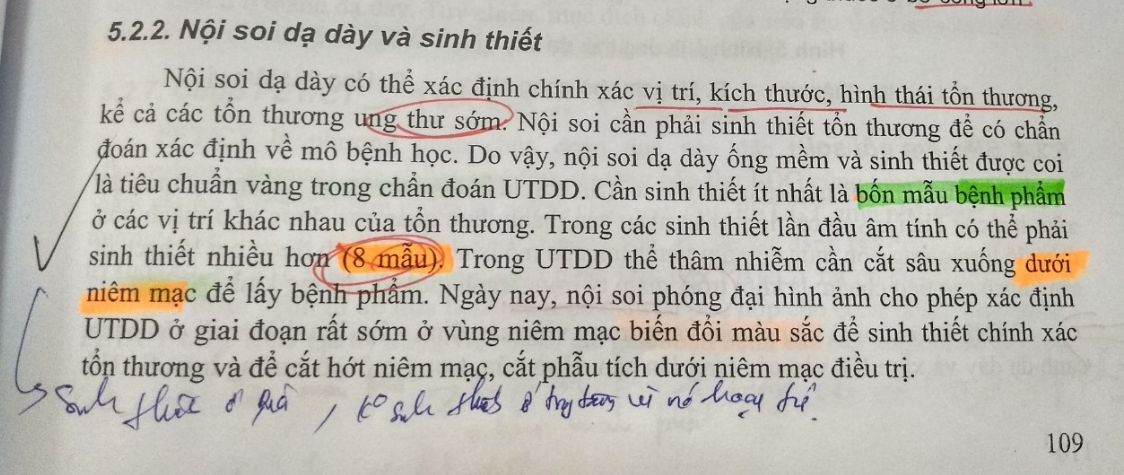 5.2.2. Nội soi dạ dày và sinh thiết
Nội soi dạ dày có thể xác định chính xác vị trí, kích thước, hình thái tổn thương,
kể cả các tổn thương ung thư sớm. Nội soi cần phải sinh thiết tổn thương để có chẩn
đoán xác định về mô bệnh học. Do vậy, nội soi dạ dày ống mềm và sinh thiết được coi
là tiêu chuẩn vàng trong chẩn đoán UTDD. Cần sinh thiết ít nhất là bốn mẫu bệnh phẩm
ở các vị trí khác nhau của tổn thương. Trong các sinh thiết lần đầu âm tính có thể phải
sinh thiết nhiều hơn (8 mẫu). Trong UTDD thể thâm nhiễm cần cắt sâu xuống dưới
niêm mạc để lấy bệnh phẩm. Ngày nay, nội soi phóng đại hình ảnh cho phép xác định
UTDD ở giai đoạn rất sớm ở vùng niêm mạc biến đổi màu sắc để sinh thiết chính xác
tổn thương và để cắt hớt niêm mạc, cắt phẫu tích dưới niêm mạc điều trị.
sinh thiết ở rìa, ko sinh thiết ở trung tâm vì nó hoại tử
109